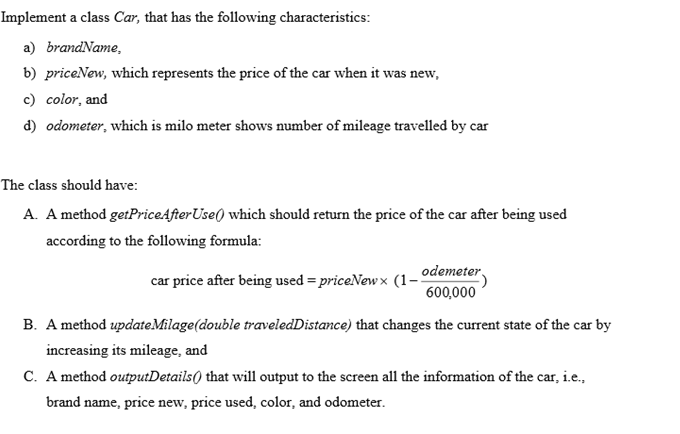 Implement a class Car, that has the following characteristics:
a) brandName,
b) priceNew, which represents the price of the car when it was new,
c) color, and
d) odometer, which is milo meter shows number of mileage travelled by car
The class should have:
A. A method getPriceAfterUse() which should return the price of the car after being used
according to the following formula:
car price after being used = priceNew × (1 − odemeter / 600,000)
B. A method updateMilage(double traveledDistance) that changes the current state of the car by
increasing its mileage, and
C. A method outputDetails() that will output to the screen all the information of the car, i.e.,
brand name, price new, price used, color, and odometer.